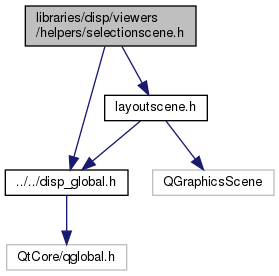 libraries/disp/viewers
/helpers/selectionscene.h
layoutscene.h
../../disp_global.h
QGraphicsScene
QtCore/qglobal.h